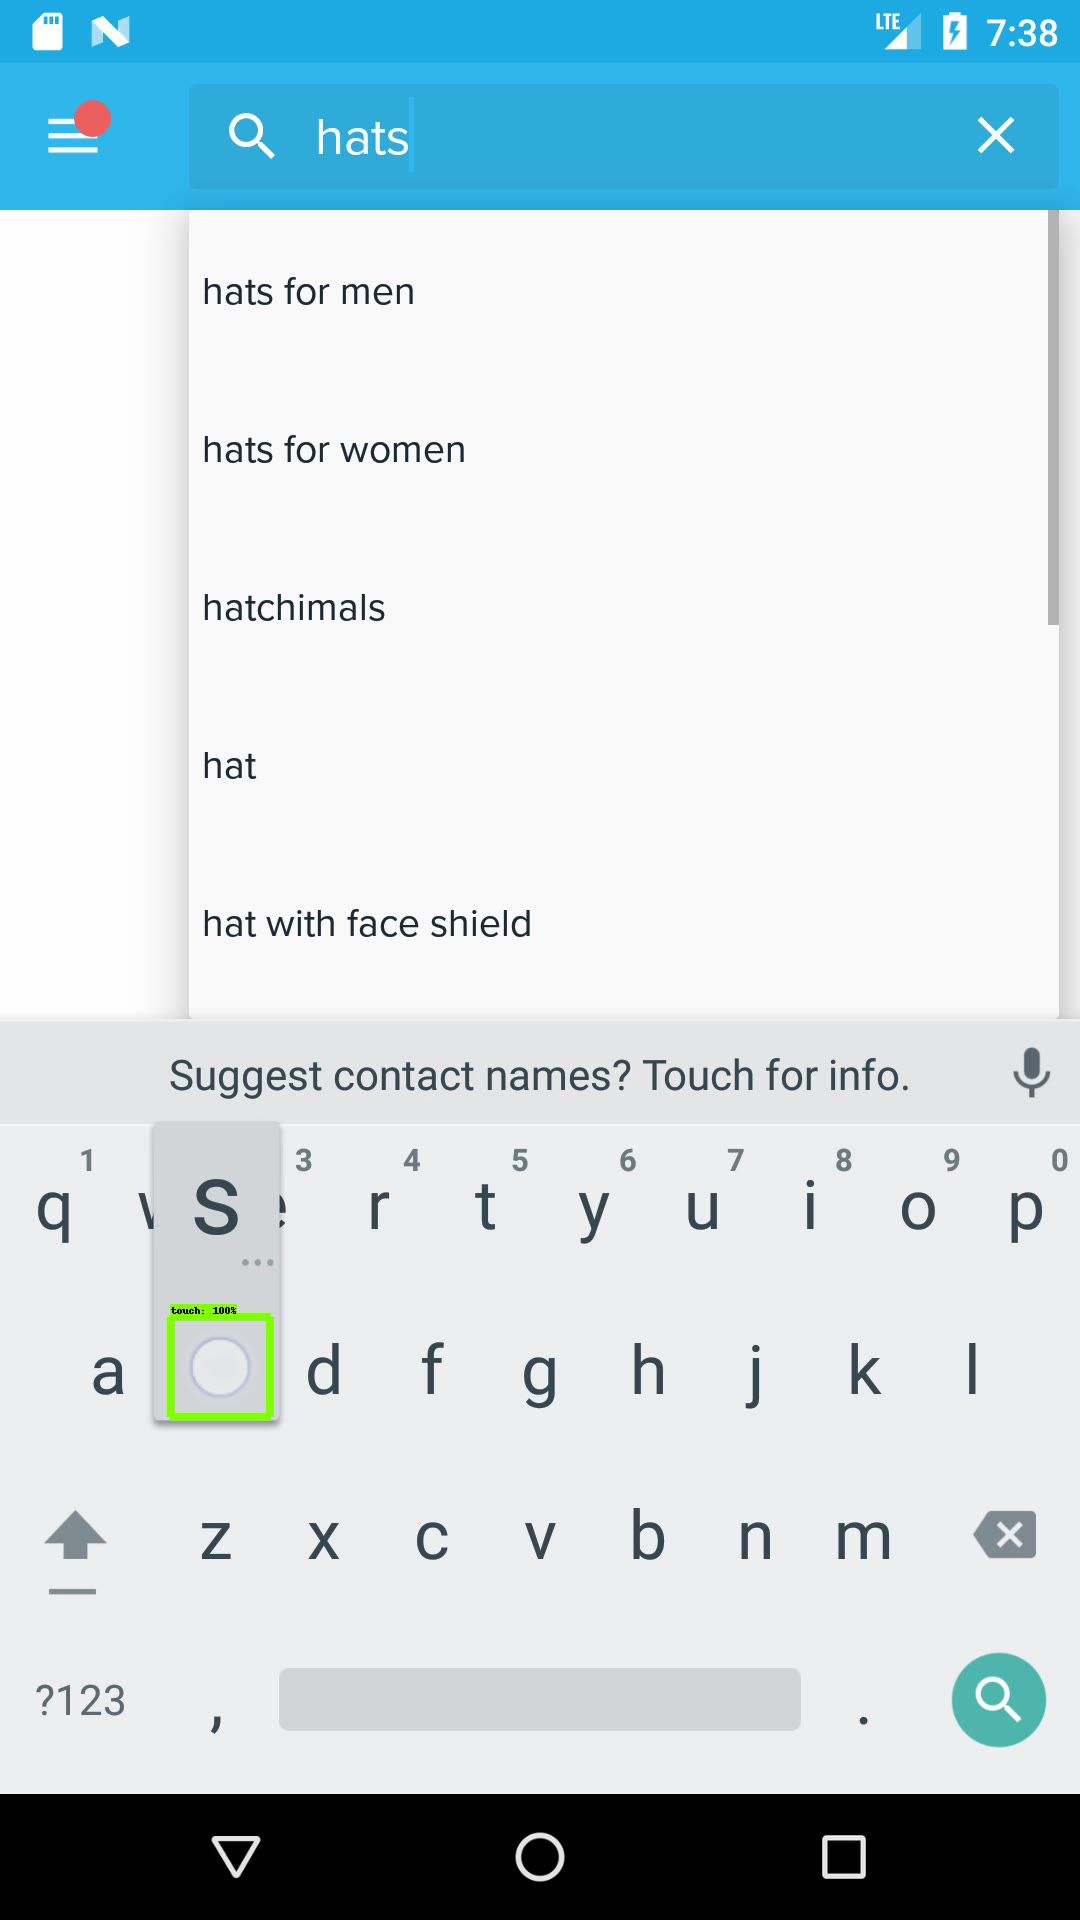 LTE 7:38
hats
hats for men
hats for women
hatchimals
hat
hat with face shield
Suggest contact names? Touch for info.
1 3 4 5 6 7 8 9 0
q S r t y u i o p
touch: 100%
a d f g h j k l
z x c v b n m
?123 , .